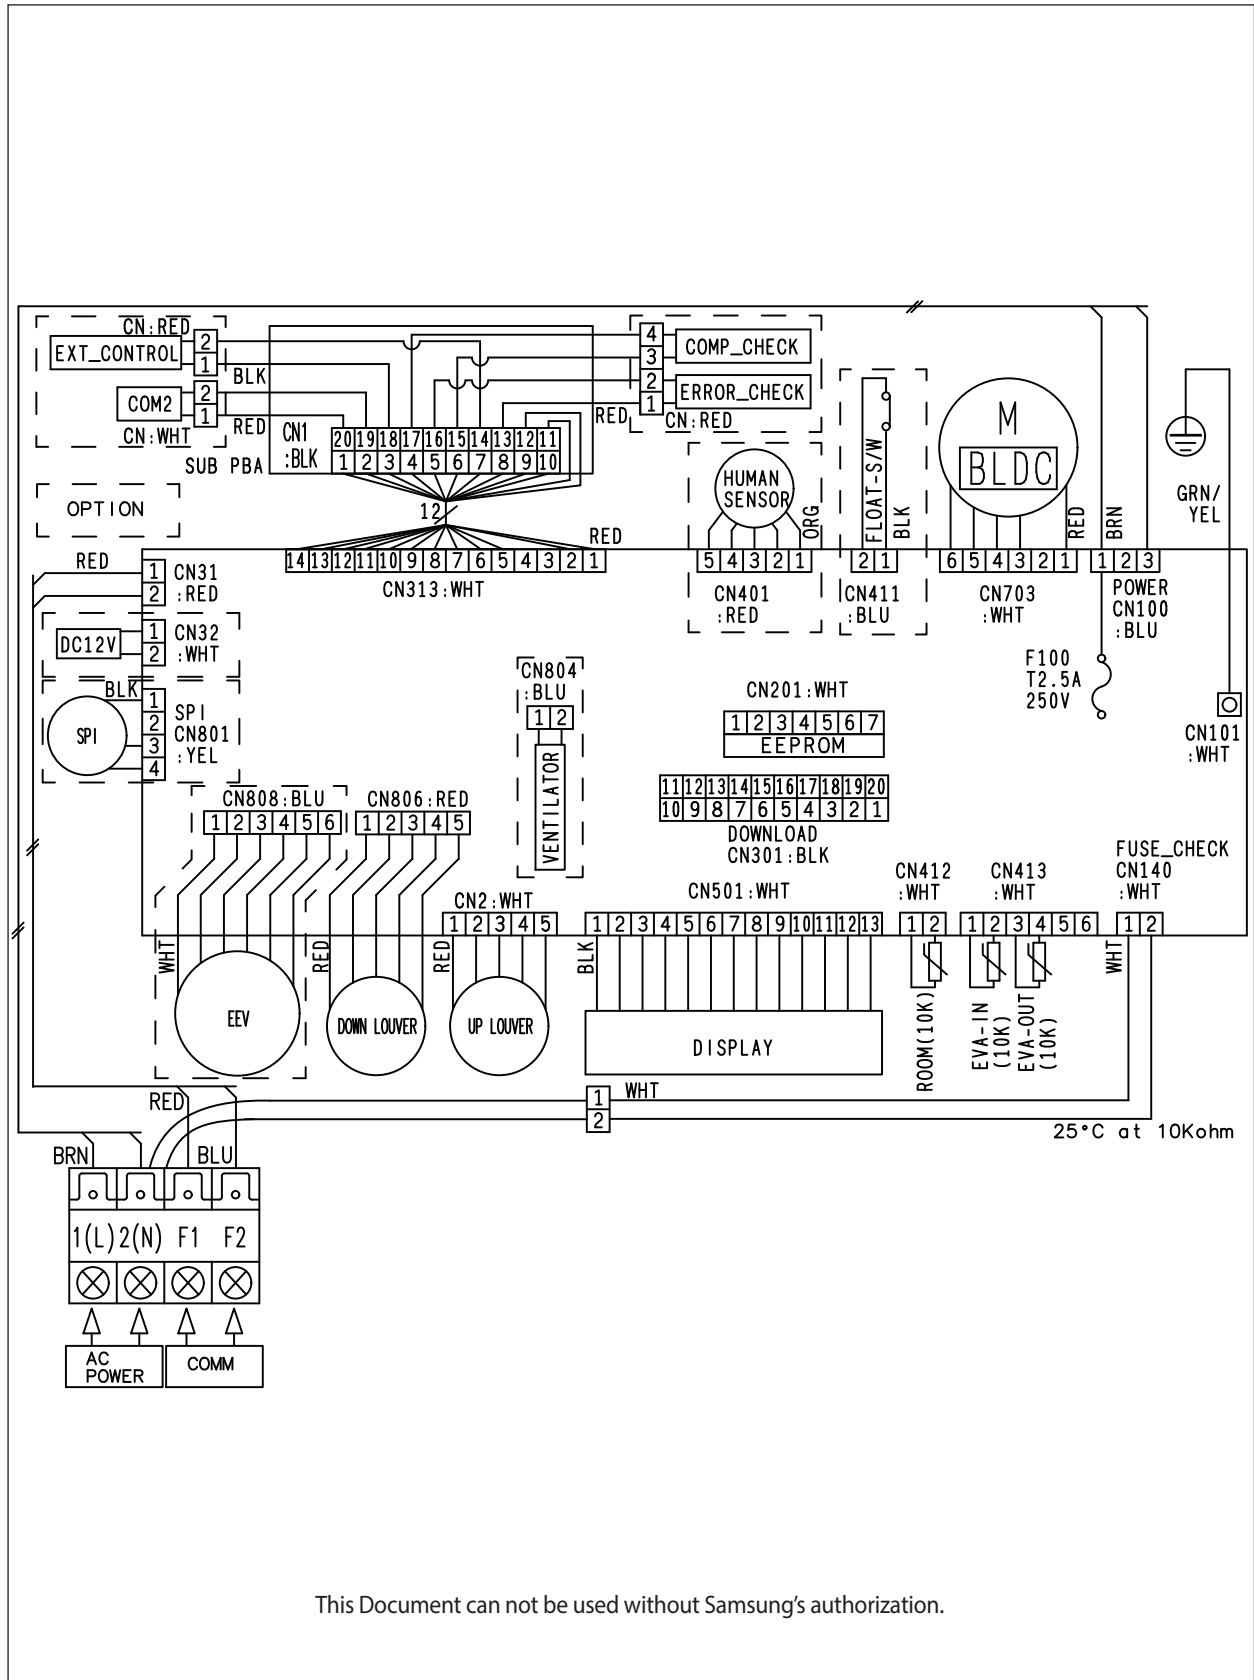 CN:RED
EXT_CONTROL
2
1
BLK
COM2
2
1
RED
CN:WHT
CN1
:BLK
20 19 18 17 16 15 14 13 12 11
1 2 3 4 5 6 7 8 9 10
SUB PBA
12
4
3
2
1
COMP_CHECK
ERROR_CHECK
RED
CN:RED
OPTION
HUMAN
SENSOR
ORG
FLOAT-S/W
BLK
M
BLDC
RED
BRN
GRN/
YEL
RED
14 13 12 11 10 9 8 7 6 5 4 3 2 1
CN313:WHT
5 4 3 2 1
CN401
:RED
2 1
CN411
:BLU
6 5 4 3 2 1
CN703
:WHT
1 2 3
POWER
CN100
:BLU
RED
1
2
CN31
:RED
DC12V
1
2
CN32
:WHT
BLK
SPI
1
2
3
4
SPI
CN801
:YEL
F100
T2.5A
250V
CN101
:WHT
CN804
:BLU
1 2
VENTILATOR
CN201:WHT
1 2 3 4 5 6 7
EEPROM
11 12 13 14 15 16 17 18 19 20
10 9 8 7 6 5 4 3 2 1
DOWNLOAD
CN301:BLK
CN808:BLU
1 2 3 4 5 6
CN806:RED
1 2 3 4 5
CN2:WHT
1 2 3 4 5
CN501:WHT
1 2 3 4 5 6 7 8 9 10 11 12 13
CN412
:WHT
1 2
CN413
:WHT
1 2 3 4 5 6
FUSE_CHECK
CN140
:WHT
1 2
WHT
EEV
RED
DOWN LOUVER
RED
UP LOUVER
BLK
DISPLAY
ROOM(10K)
EVA-IN
(10K)
EVA-OUT
(10K)
WHT
WHT
1
2
25°C at 10Kohm
RED
BRN
BLU
1(L) 2(N) F1 F2
AC
POWER
COMM
This Document can not be used without Samsung's authorization.